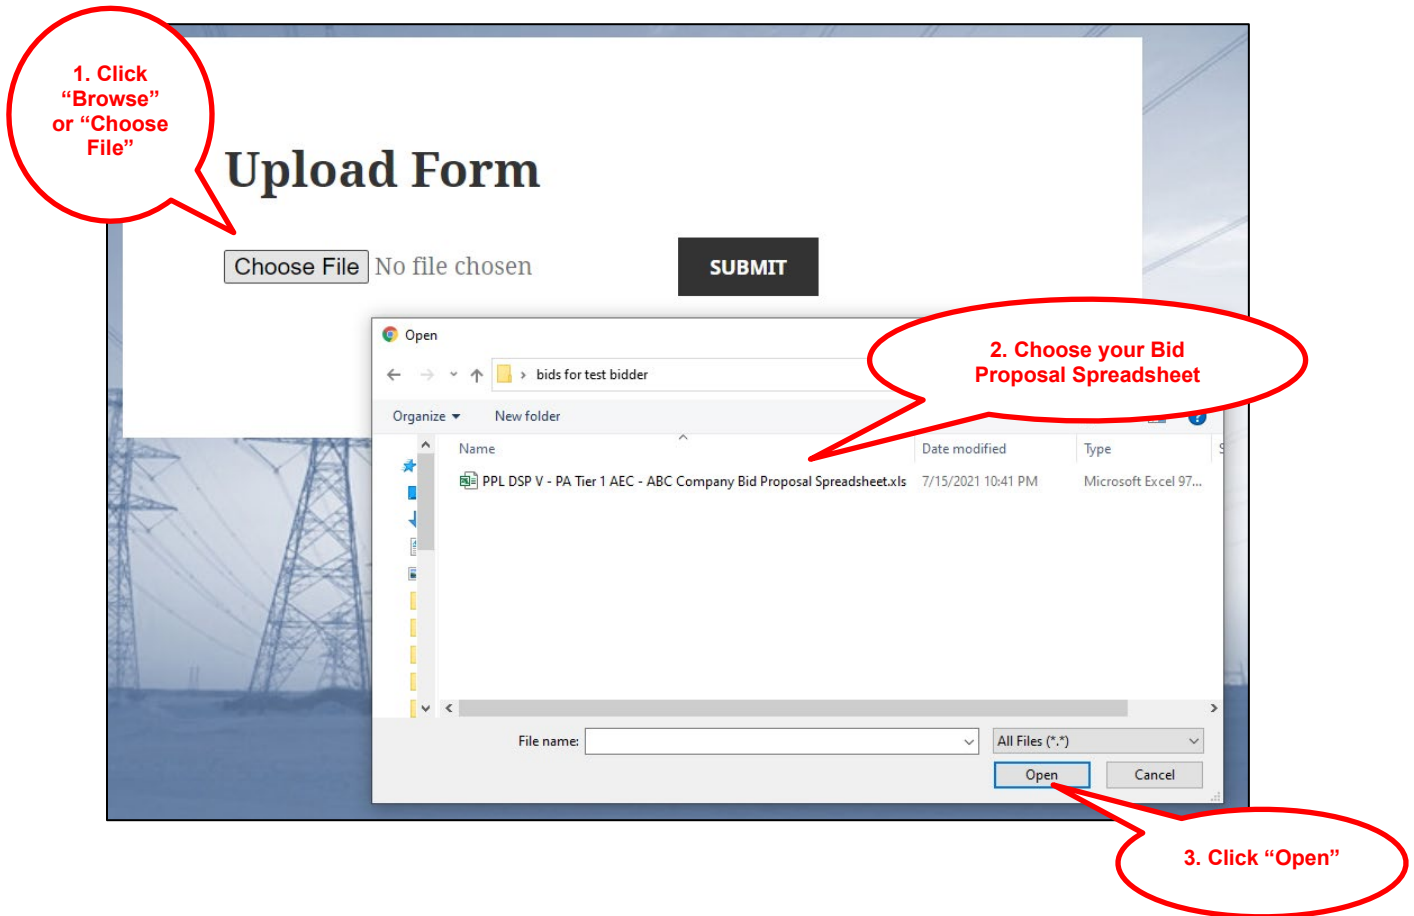 1. Click
“Browse”
or “Choose
File”
Upload Form
Choose File No file chosen
SUBMIT
Open
2. Choose your Bid
Proposal Spreadsheet
bids for test bidder
Organize
New folder
Name
Date modified
Type
PPL DSP V - PA Tier 1 AEC - ABC Company Bid Proposal Spreadsheet.xls
7/15/2021 10:41 PM
Microsoft Excel 97...
File name:
All Files (*.*)
Open
Cancel
3. Click “Open”